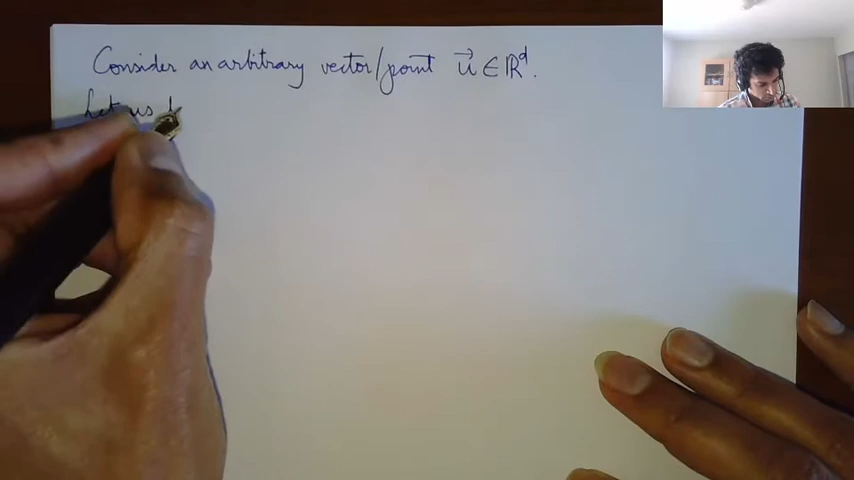 Consider an arbitrary vector/point $\vec{u} \in \mathbb{R}^d$.
Let us